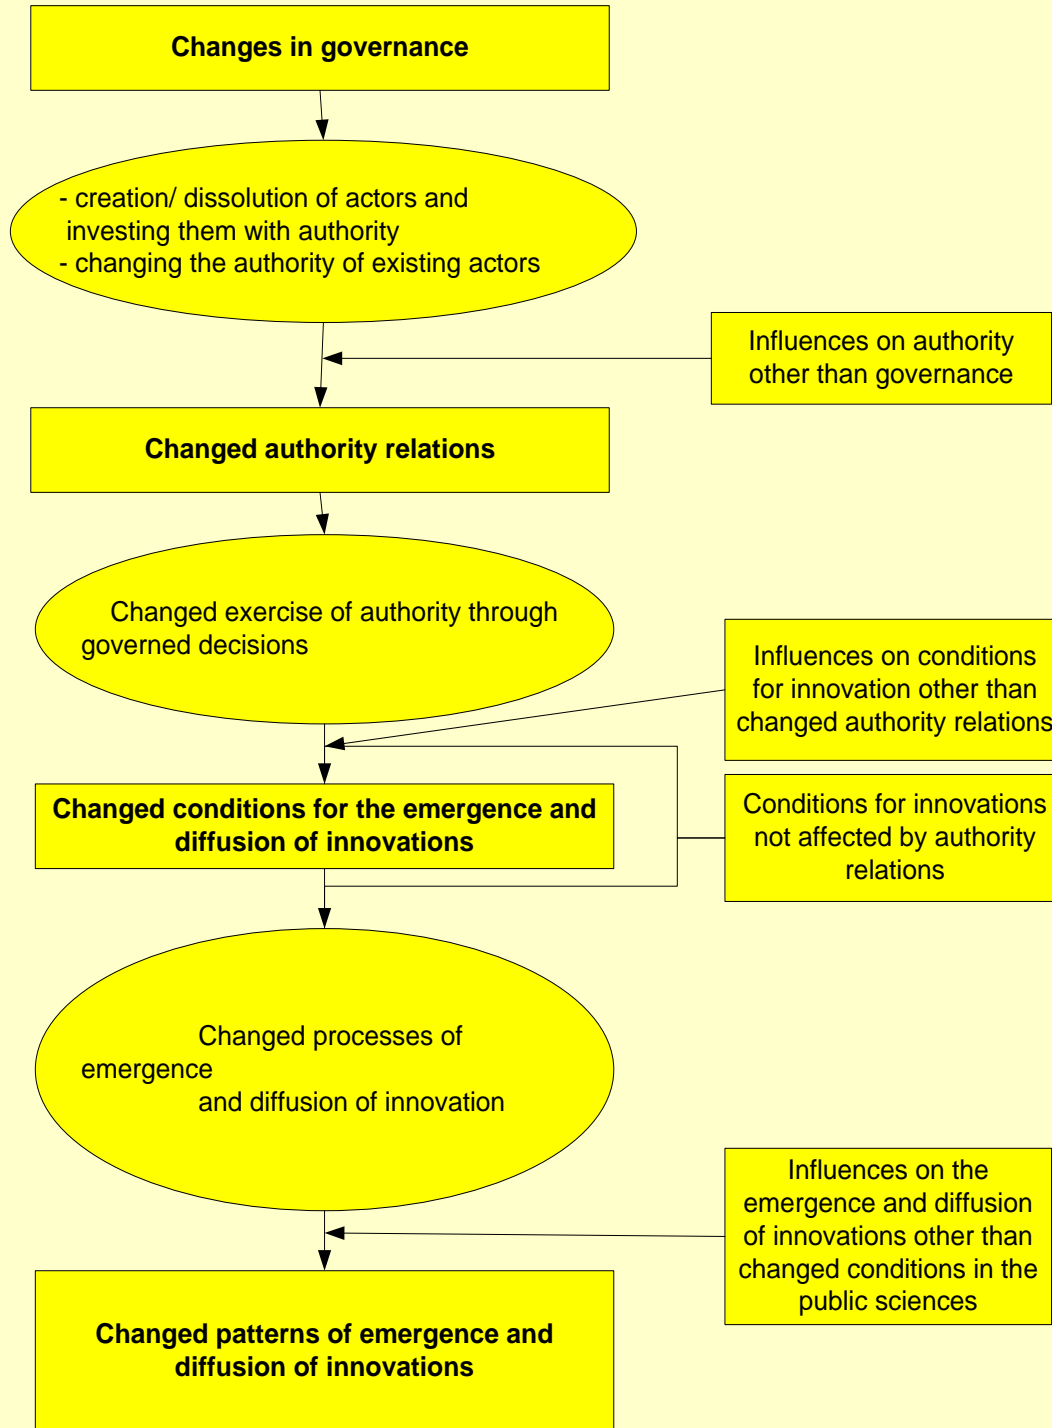 Changes in governance
- creation/ dissolution of actors and
investing them with authority
- changing the authority of existing actors
Influences on authority
other than governance
Changed authority relations
Changed exercise of authority through
governed decisions
Influences on conditions
for innovation other than
changed authority relations
Changed conditions for the emergence and
diffusion of innovations
Conditions for innovations
not affected by authority
relations
Changed processes of
emergence
and diffusion of innovation
Influences on the
emergence and diffusion
of innovations other than
changed conditions in the
public sciences
Changed patterns of emergence and
diffusion of innovations